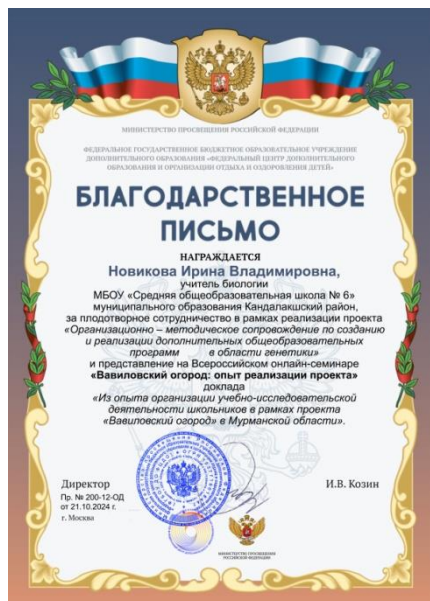 МИНИСТЕРСТВО ПРОСВЕЩЕНИЯ РОССИЙСКОЙ ФЕДЕРАЦИИ
ФЕДЕРАЛЬНОЕ ГОСУДАРСТВЕННОЕ БЮДЖЕТНОЕ ОБРАЗОВАТЕЛЬНОЕ УЧРЕЖДЕНИЕ
ДОПОЛНИТЕЛЬНОГО ОБРАЗОВАНИЯ «ФЕДЕРАЛЬНЫЙ ЦЕНТР ДОПОЛНИТЕЛЬНОГО
ОБРАЗОВАНИЯ И ОРГАНИЗАЦИИ ОТДЫХА И ОЗДОРОВЛЕНИЯ ДЕТЕЙ»
БЛАГОДАРСТВЕННОЕ
ПИСЬМО
НАГРАЖДАЕТСЯ
Новикова Ирина Владимировна,
учитель биологии
МБОУ «Средняя общеобразовательная школа № 6»
муниципального образования Кандалакшский район,
за плодотворное сотрудничество в рамках реализации проекта
«Организационно – методическое сопровождение по созданию
и реализации дополнительных общеобразовательных
программ в области генетики»
и представление на Всероссийском онлайн-семинаре
«Вавиловский огород: опыт реализации проекта»
доклада
«Из опыта организации учебно-исследовательской
деятельности школьников в рамках проекта
«Вавиловский огород» в Мурманской области».
Директор
И.В. Козин
Пр. № 200-12-ОД
от 21.10.2024 г.
г. Москва
МИНИСТЕРСТВО ПРОСВЕЩЕНИЯ
РОССИЙСКОЙ ФЕДЕРАЦИИ